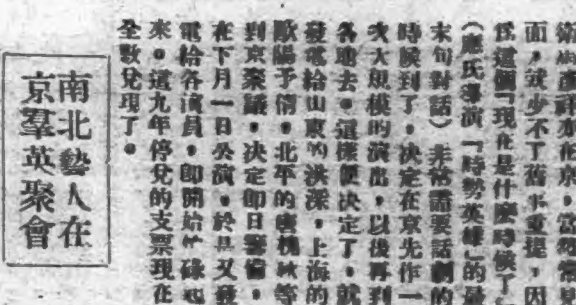 面，就少不了舊事重提，因
爲這個「現在是什麽時候了」
（應氏導演「時勢英雄」的最
末句對話）非常需要話劇的
時候到了，決定在京先作一
次大規模的演出，以後再到
各地去。這樣便決定了。就
發電給山東的洪深，上海的
歐陽予倩，北平的唐槐秋等
到京集議，決定卽日籌備，
在下月一日公演。於是又發
電給各演員，卽開始忙碌起
來。這九年停兌的支票現在
全數兌現了。
南北藝人在
京羣英聚會